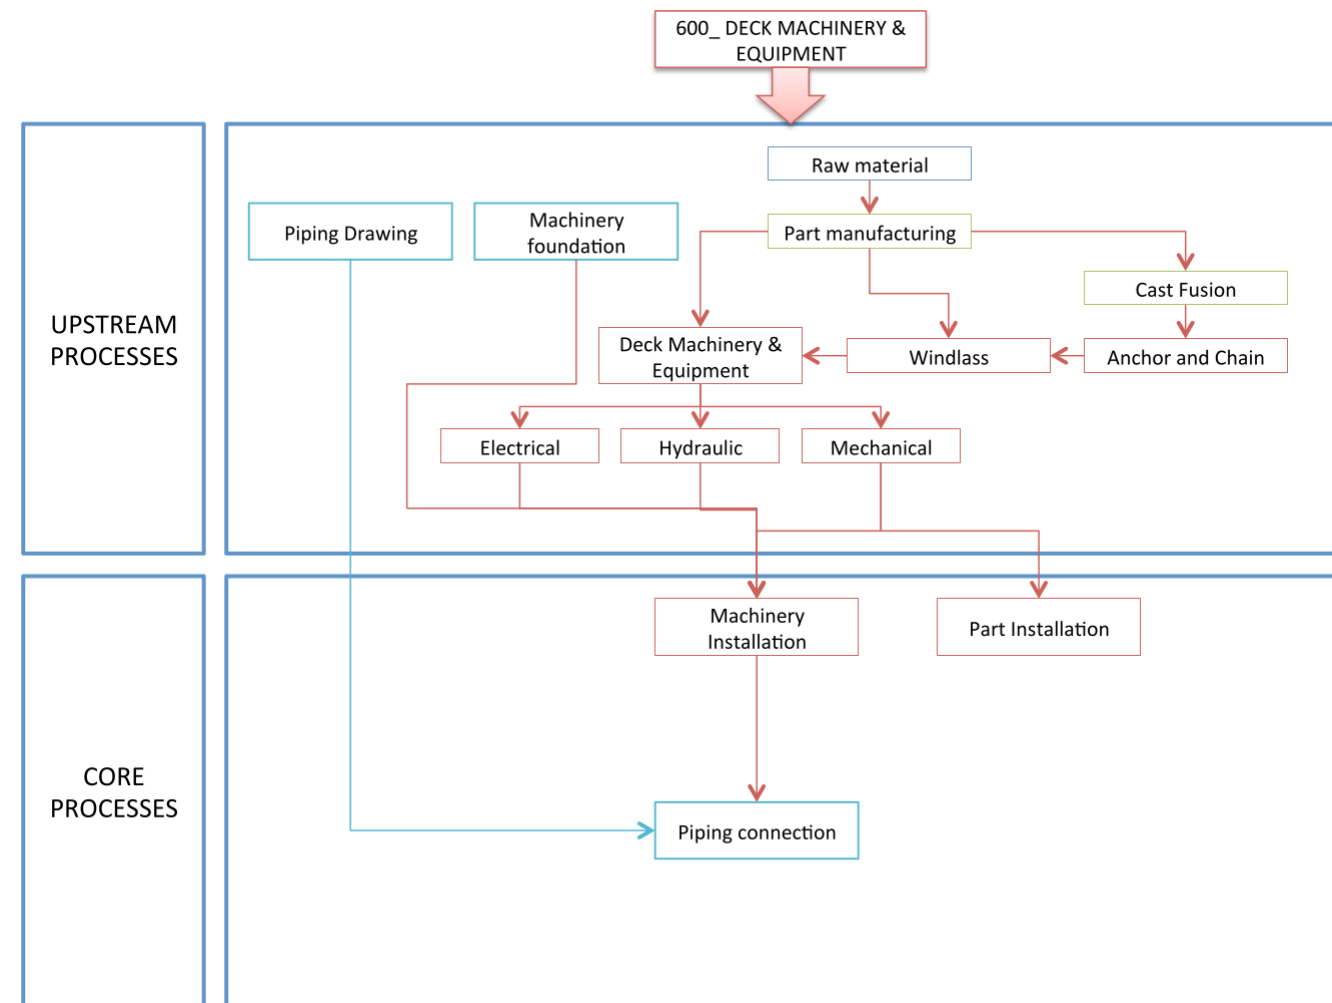 600_ DECK MACHINERY &
EQUIPMENT
Raw material
Piping Drawing
Machinery
foundation
Part manufacturing
Cast Fusion
UPSTREAM
PROCESSES
Deck Machinery &
Equipment
Windlass
Anchor and Chain
Electrical
Hydraulic
Mechanical
Machinery
Installation
Part Installation
CORE
PROCESSES
Piping connection